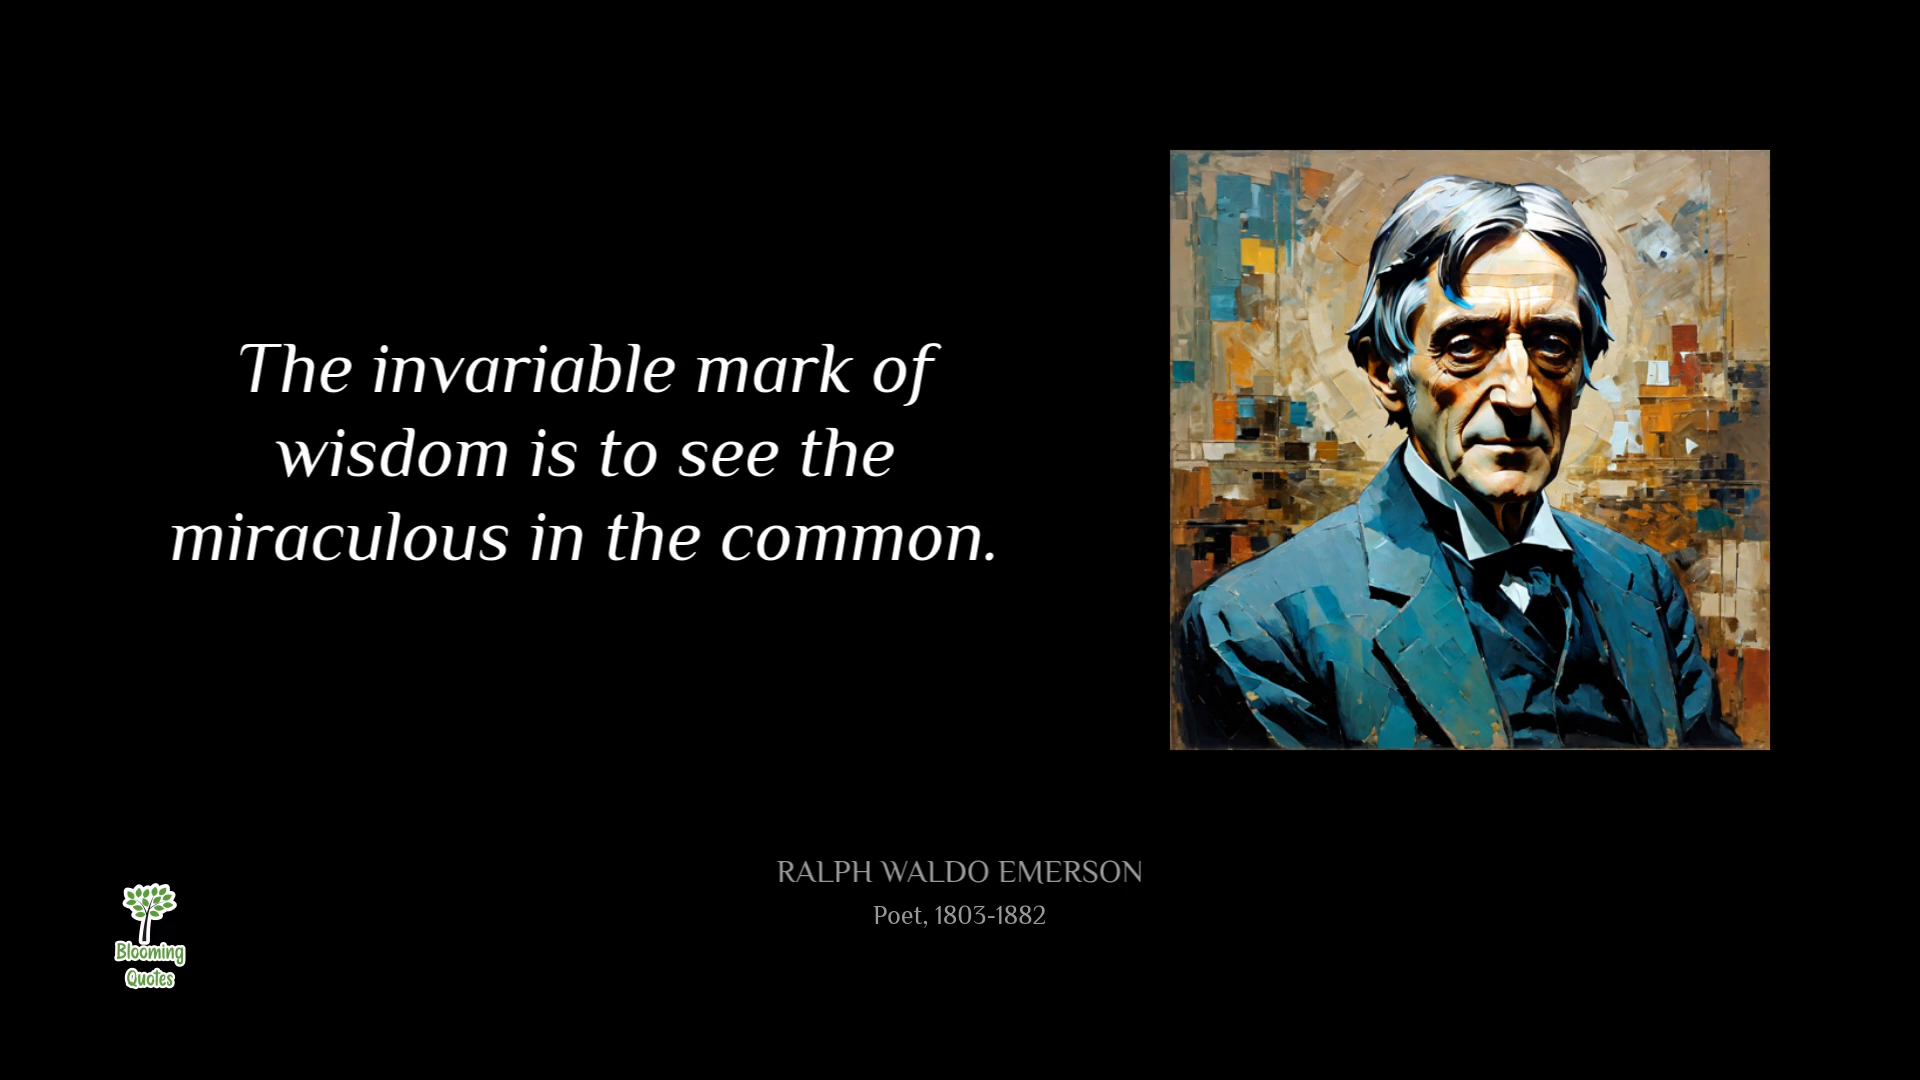 The invariable mark of
wisdom is to see the
miraculous in the common.
RALPH WALDO EMERSON
Poet, 1803-1882
Blooming
Quotes